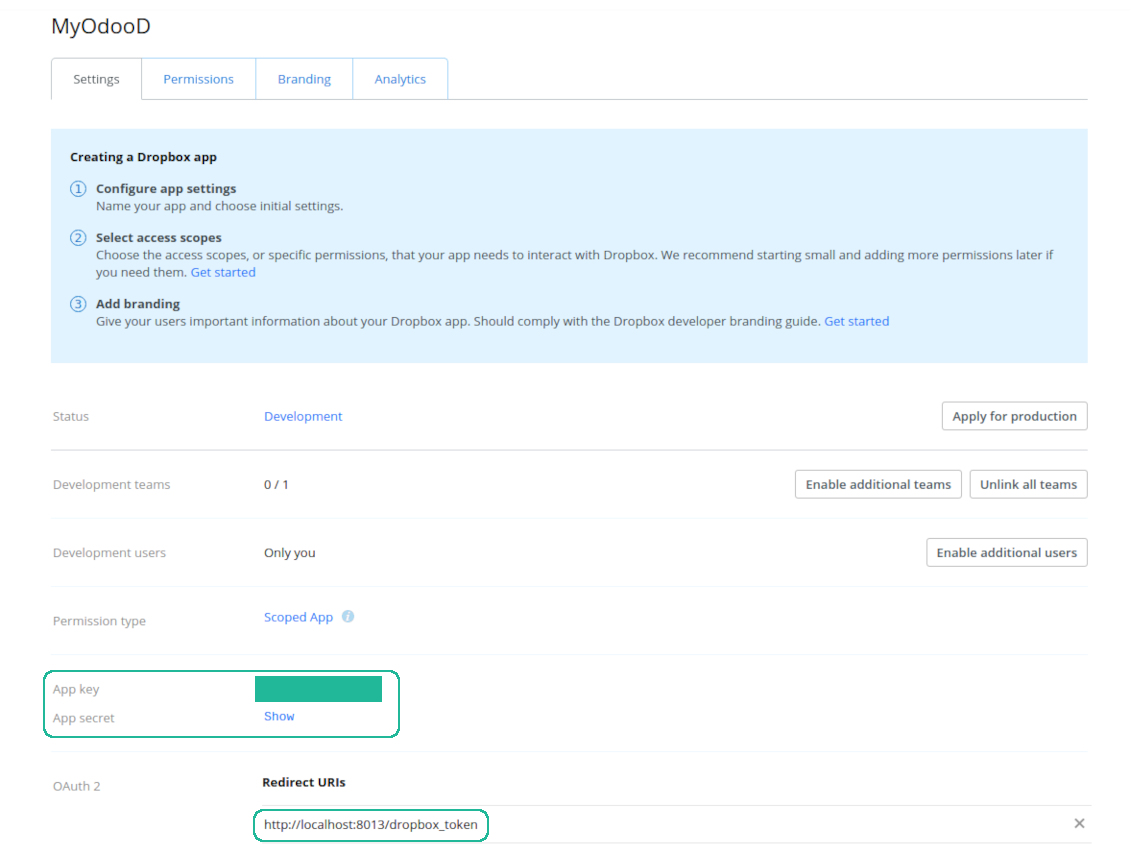 MyOdooD
Settings Permissions Branding Analytics
Creating a Dropbox app
1 Configure app settings
Name your app and choose initial settings.
2 Select access scopes
Choose the access scopes, or specific permissions, that your app needs to interact with Dropbox. We recommend starting small and adding more permissions later if
you need them. Get started
3 Add branding
Give your users important information about your Dropbox app. Should comply with the Dropbox developer branding guide. Get started
Status Development Apply for production
Development teams 0 / 1 Enable additional teams Unlink all teams
Development users Only you Enable additional users
Permission type Scoped App i
App key
App secret Show
OAuth 2 Redirect URIs
http://localhost:8013/dropbox_token ×